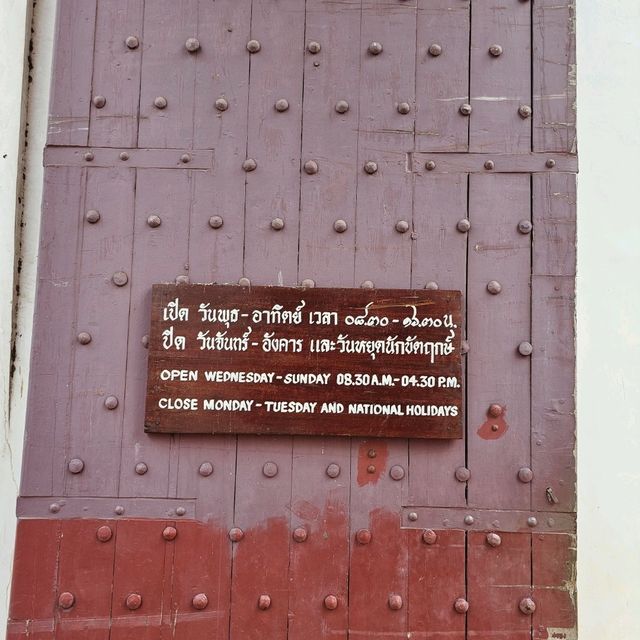 เปิด วันพุธ - อาทิตย์ เวลา ๐๘.๓๐ - ๑๖.๓๐ น.
ปิด วันจันทร์ - อังคาร และวันหยุดนักขัตฤกษ์
OPEN WEDNESDAY - SUNDAY 08.30 A.M. - 04.30 P.M.
CLOSE MONDAY - TUESDAY AND NATIONAL HOLIDAYS